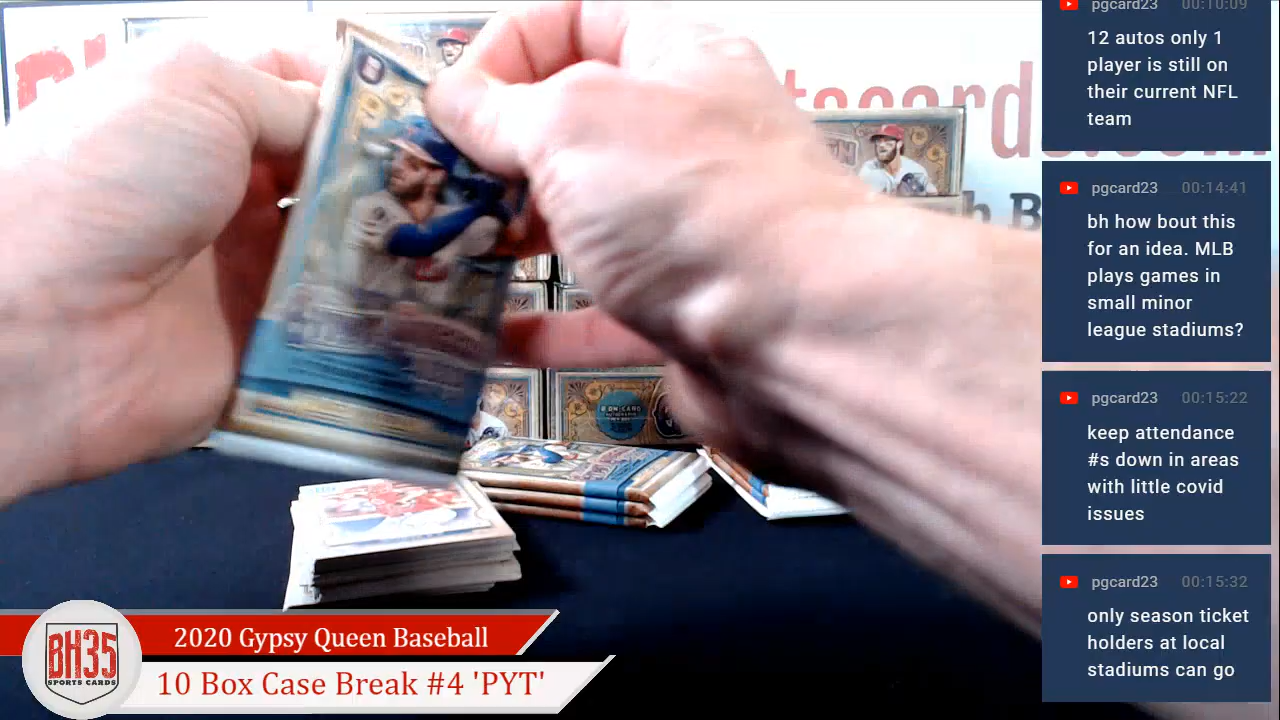 pgcard23 00:10:09
12 autos only 1
player is still on
their current NFL
team
pgcard23 00:14:41
bh how bout this
for an idea. MLB
plays games in
small minor
league stadiums?
pgcard23 00:15:22
keep attendance
#s down in areas
with little covid
issues
pgcard23 00:15:32
only season ticket
holders at local
stadiums can go
BH35
SPORTS CARDS
2020 Gypsy Queen Baseball
10 Box Case Break #4 'PYT'